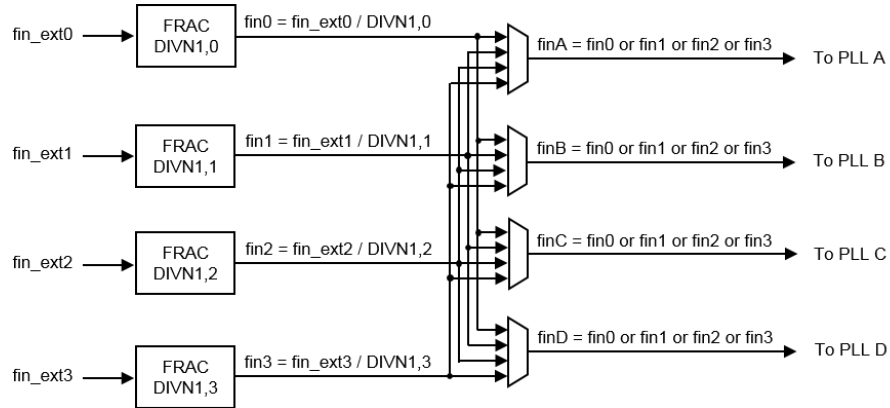 fin_ext0
FRAC
DIVN1,0
fin0 = fin_ext0 / DIVN1,0
finA = fin0 or fin1 or fin2 or fin3
To PLL A
fin_ext1
FRAC
DIVN1,1
fin1 = fin_ext1 / DIVN1,1
finB = fin0 or fin1 or fin2 or fin3
To PLL B
fin_ext2
FRAC
DIVN1,2
fin2 = fin_ext2 / DIVN1,2
finC = fin0 or fin1 or fin2 or fin3
To PLL C
fin_ext3
FRAC
DIVN1,3
fin3 = fin_ext3 / DIVN1,3
finD = fin0 or fin1 or fin2 or fin3
To PLL D